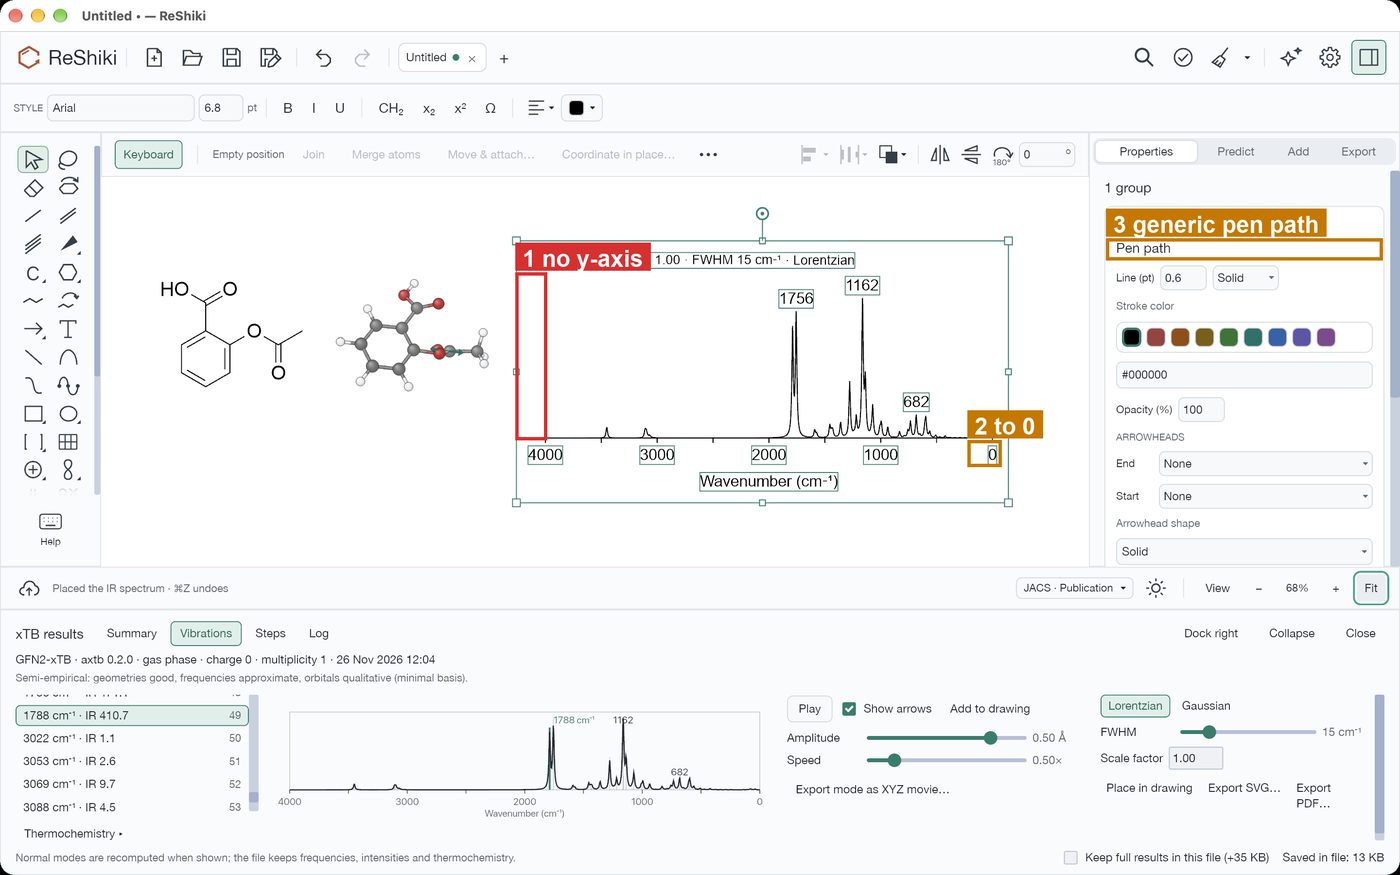 Untitled • — ReShiki
ReShiki
Untitled
STYLE
Arial
6.8
pt
B
I
U
CH₂
x₂
x²
Ω
Keyboard
Empty position
Join
Merge atoms
Move & attach…
Coordinate in place…
180°
0
°
Properties
Predict
Add
Export
1 group
3 generic pen path
Pen path
Line (pt)
0.6
Solid
Stroke color
#000000
Opacity (%)
100
ARROWHEADS
End
None
Start
None
Arrowhead shape
Solid
C
T
Help
HO
O
O
O
1 no y-axis
1.00 · FWHM 15 cm⁻¹ · Lorentzian
1756
1162
682
2 to 0
4000
3000
2000
1000
0
Wavenumber (cm⁻¹)
Placed the IR spectrum · ⌘Z undoes
JACS · Publication
View
−
68%
+
Fit
xTB results
Summary
Vibrations
Steps
Log
Dock right
Collapse
Close
GFN2-xTB · axtb 0.2.0 · gas phase · charge 0 · multiplicity 1 · 26 Nov 2026 12:04
Semi-empirical: geometries good, frequencies approximate, orbitals qualitative (minimal basis).
1788 cm⁻¹ · IR 410.7 49
3022 cm⁻¹ · IR 1.1 50
3053 cm⁻¹ · IR 2.6 51
3069 cm⁻¹ · IR 9.7 52
3088 cm⁻¹ · IR 4.5 53
Thermochemistry
1788 cm⁻¹
1162
682
4000
3000
2000
1000
0
Wavenumber (cm⁻¹)
Play
Show arrows
Add to drawing
Amplitude
0.50 Å
Speed
0.50×
Export mode as XYZ movie…
Lorentzian
Gaussian
FWHM
15 cm⁻¹
Scale factor
1.00
Place in drawing
Export SVG…
Export
PDF…
Normal modes are recomputed when shown; the file keeps frequencies, intensities and thermochemistry.
Keep full results in this file (+35 KB)
Saved in file: 13 KB